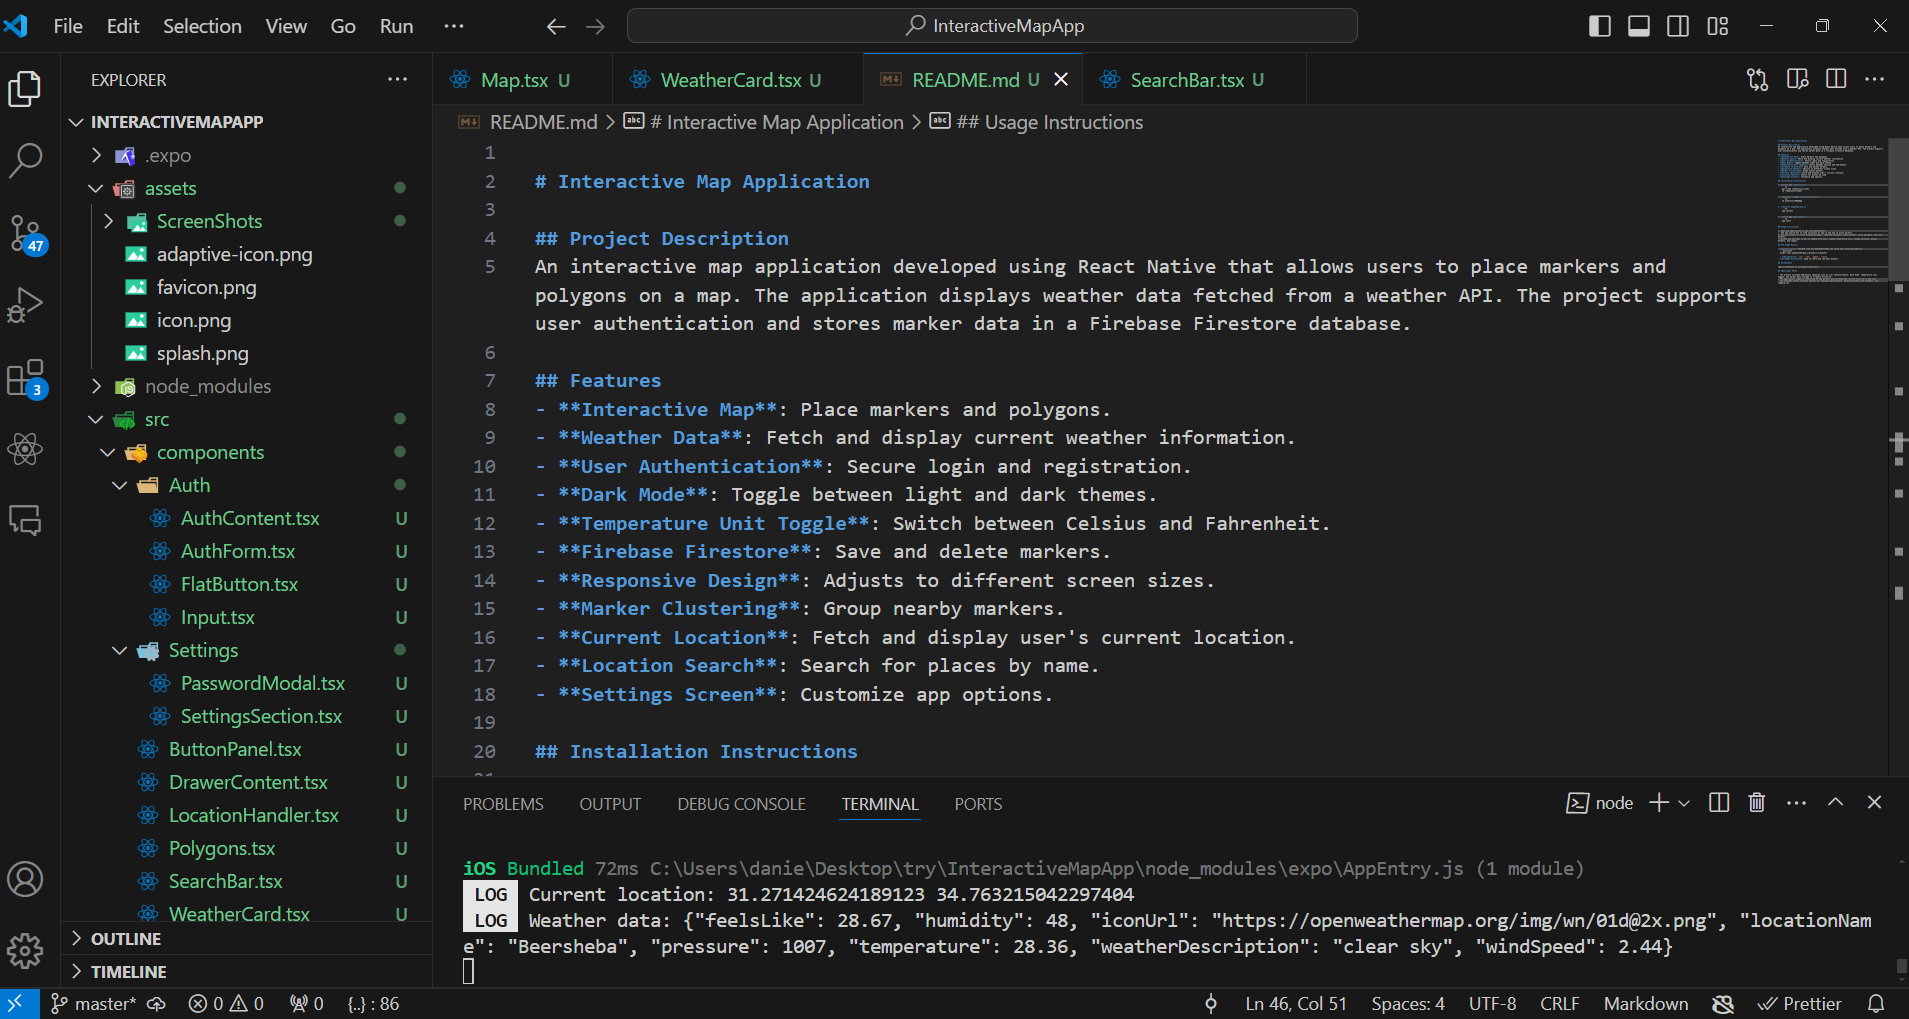 File Edit Selection View Go Run ···
InteractiveMapApp
EXPLORER
INTERACTIVEMAPAPP
.expo
assets
ScreenShots
adaptive-icon.png
favicon.png
icon.png
splash.png
node_modules
src
components
Auth
AuthContent.tsx U
AuthForm.tsx U
FlatButton.tsx U
Input.tsx U
Settings
PasswordModal.tsx U
SettingsSection.tsx U
ButtonPanel.tsx U
DrawerContent.tsx U
LocationHandler.tsx U
Polygons.tsx U
SearchBar.tsx U
WeatherCard.tsx U
OUTLINE
TIMELINE
47
3
Map.tsx U
WeatherCard.tsx U
README.md U
SearchBar.tsx U
README.md > # Interactive Map Application > ## Usage Instructions
1
2 # Interactive Map Application
3
4 ## Project Description
5 An interactive map application developed using React Native that allows users to place markers and
polygons on a map. The application displays weather data fetched from a weather API. The project supports
user authentication and stores marker data in a Firebase Firestore database.
6
7 ## Features
8 - **Interactive Map**: Place markers and polygons.
9 - **Weather Data**: Fetch and display current weather information.
10 - **User Authentication**: Secure login and registration.
11 - **Dark Mode**: Toggle between light and dark themes.
12 - **Temperature Unit Toggle**: Switch between Celsius and Fahrenheit.
13 - **Firebase Firestore**: Save and delete markers.
14 - **Responsive Design**: Adjusts to different screen sizes.
15 - **Marker Clustering**: Group nearby markers.
16 - **Current Location**: Fetch and display user's current location.
17 - **Location Search**: Search for places by name.
18 - **Settings Screen**: Customize app options.
19
20 ## Installation Instructions
PROBLEMS OUTPUT DEBUG CONSOLE TERMINAL PORTS
node
iOS Bundled 72ms C:\Users\danie\Desktop\try\InteractiveMapApp\node_modules\expo\AppEntry.js (1 module)
LOG Current location: 31.271424624189123 34.763215042297404
LOG Weather data: {"feelsLike": 28.67, "humidity": 48, "iconUrl": "https://openweathermap.org/img/wn/01d@2x.png", "locationNam
e": "Beersheba", "pressure": 1007, "temperature": 28.36, "weatherDescription": "clear sky", "windSpeed": 2.44}
master* 0 0 0 {..} : 86
Ln 46, Col 51 Spaces: 4 UTF-8 CRLF Markdown Prettier